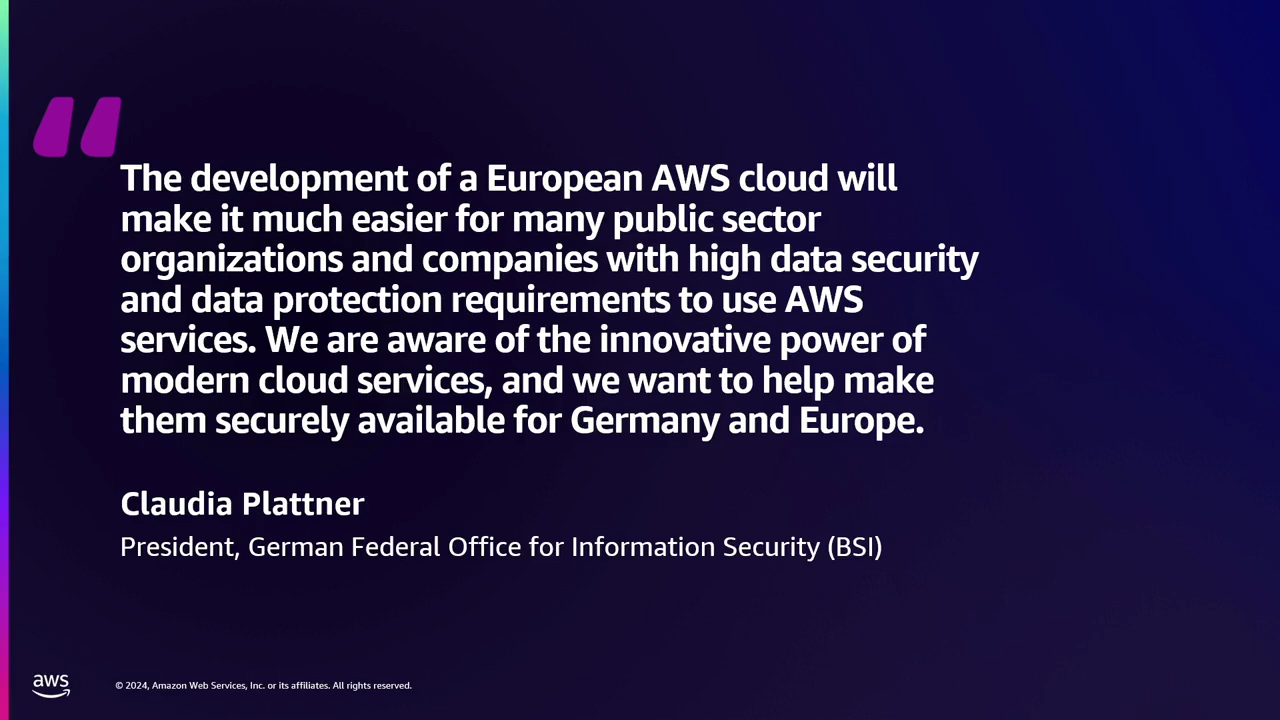 The development of a European AWS cloud will
make it much easier for many public sector
organizations and companies with high data security
and data protection requirements to use AWS
services. We are aware of the innovative power of
modern cloud services, and we want to help make
them securely available for Germany and Europe.
Claudia Plattner
President, German Federal Office for Information Security (BSI)
aws
© 2024, Amazon Web Services, Inc. or its affiliates. All rights reserved.